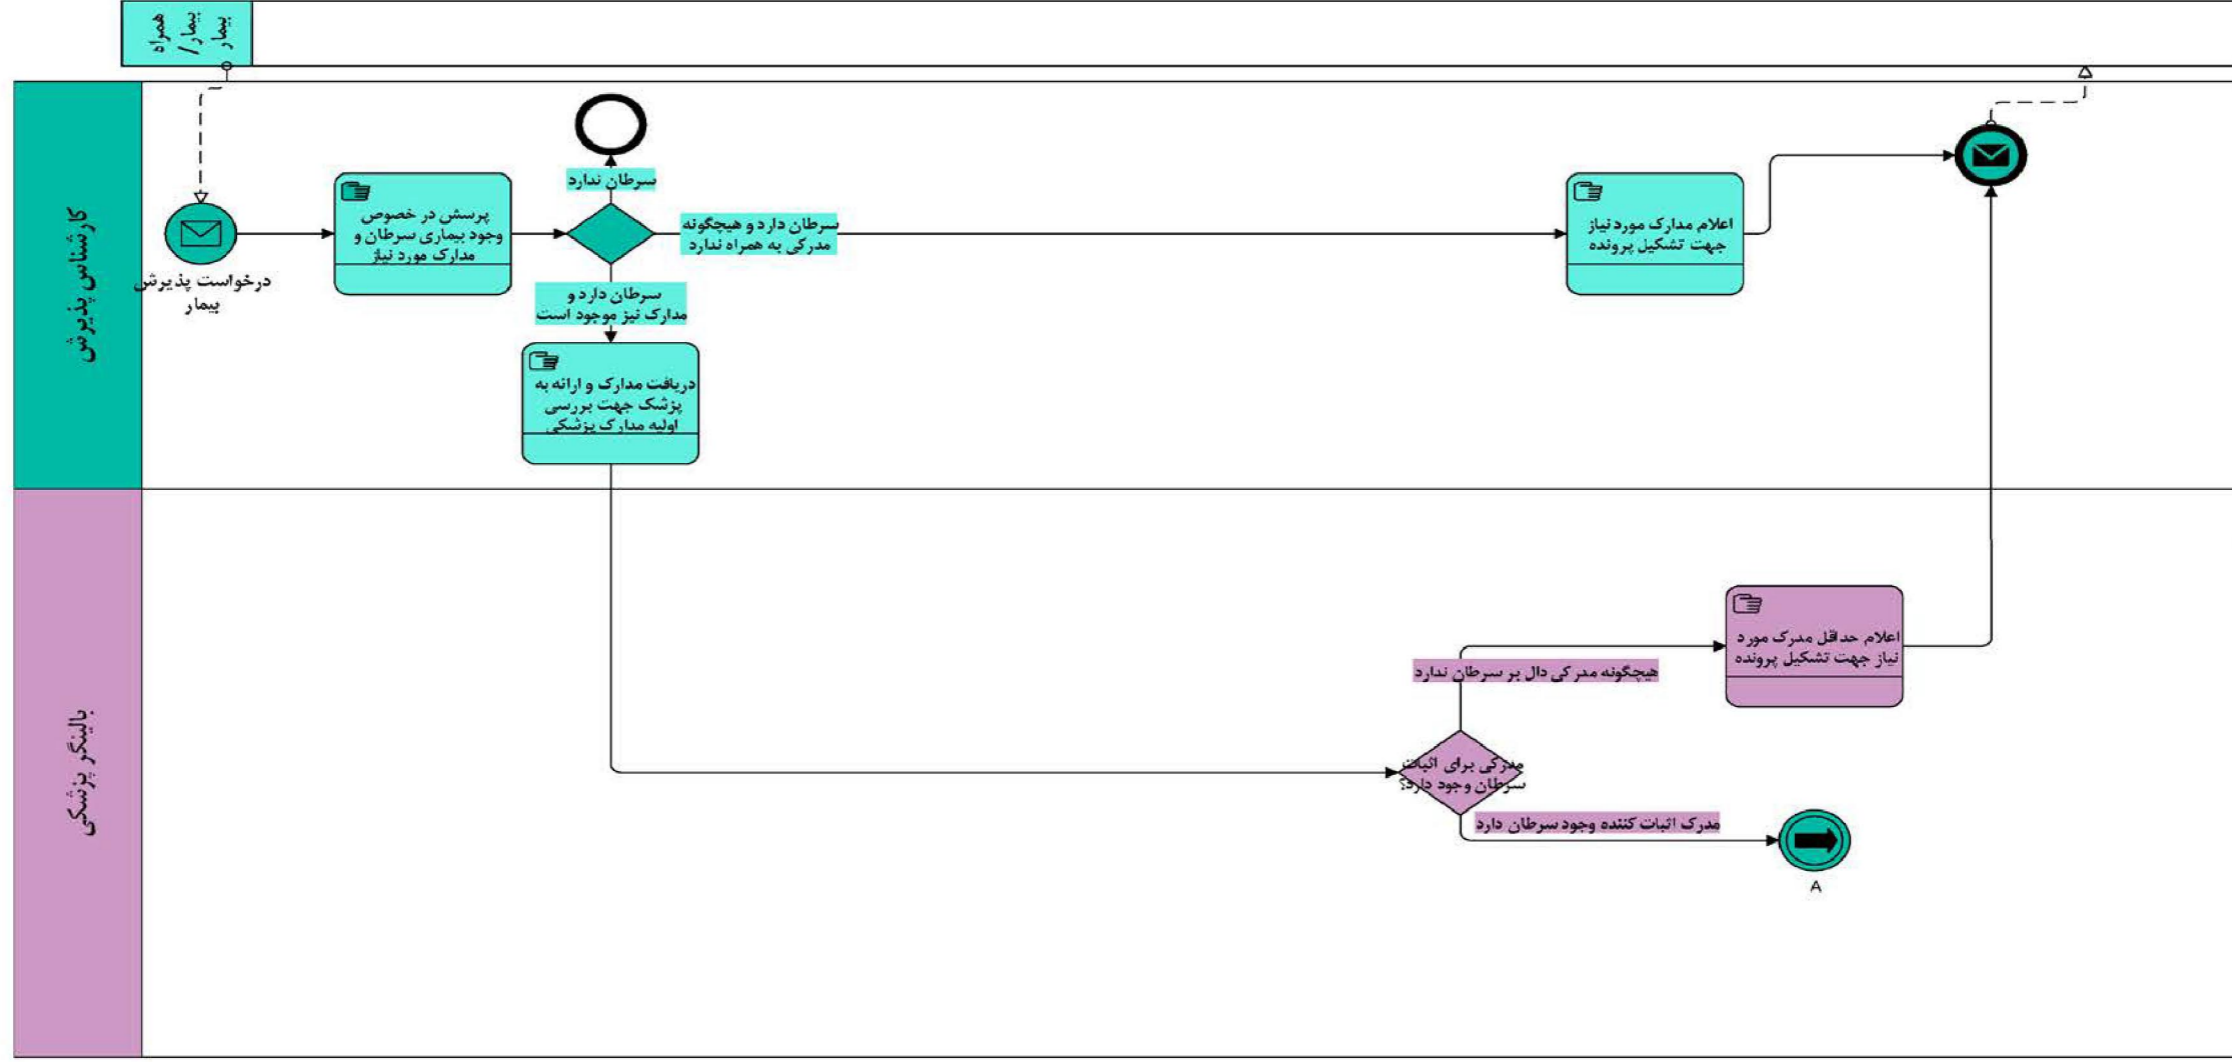 بیمار/
همراه
بیمار
کارشناس پذیرش
درخواست پذیرش
بیمار
پرسش در خصوص
وجود بیماری سرطان و
مدارک مورد نیاز
سرطان ندارد
سرطان دارد و هیچگونه
مدرکی به همراه ندارد
سرطان دارد و
مدارک نیز موجود است
دریافت مدارک و ارائه به
پزشک جهت بررسی
اولیه مدارک پزشکی
اعلام مدارک مورد نیاز
جهت تشکیل پرونده
بالینگر پزشکی
مدرکی برای اثبات
سرطان وجود دارد؟
هیچگونه مدرکی دال بر سرطان ندارد
اعلام حداقل مدرک مورد
نیاز جهت تشکیل پرونده
مدرک اثبات کننده وجود سرطان دارد
A